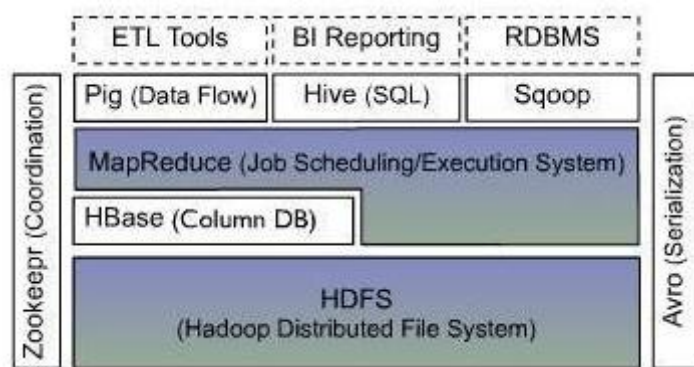 ETL Tools
BI Reporting
RDBMS
Pig (Data Flow)
Hive (SQL)
Sqoop
MapReduce (Job Scheduling/Execution System)
HBase (Column DB)
HDFS
(Hadoop Distributed File System)
Zookeepr (Coordination)
Avro (Serialization)